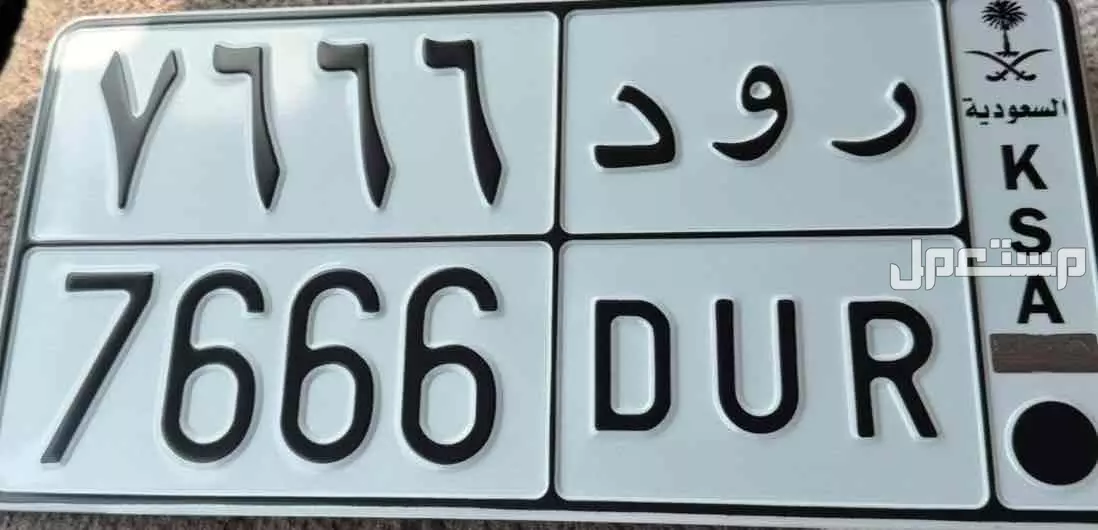 ٧٦٦٦ ر و د
7666 DUR
السعودية
K
S
A
مستعمل